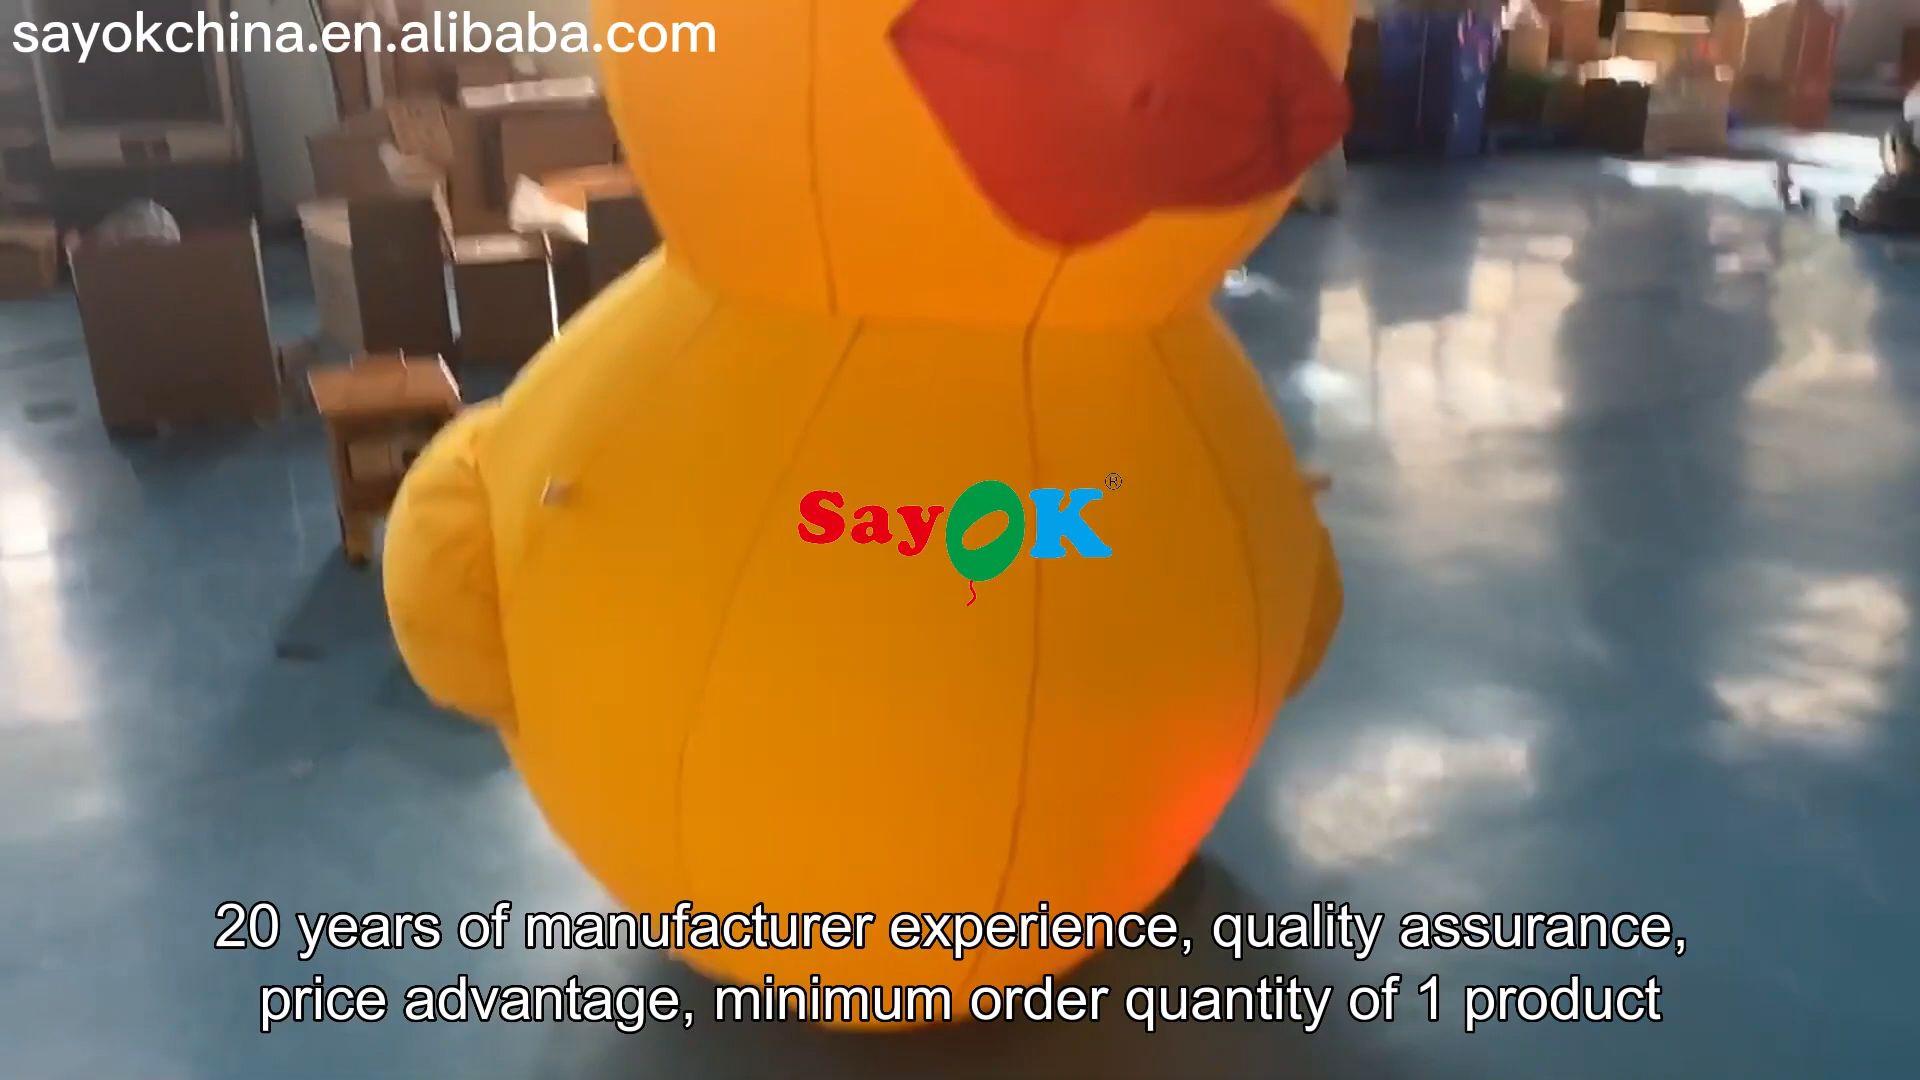 sayokchina.en.alibaba.com
SayOK®
20 years of manufacturer experience, quality assurance,
price advantage, minimum order quantity of 1 product